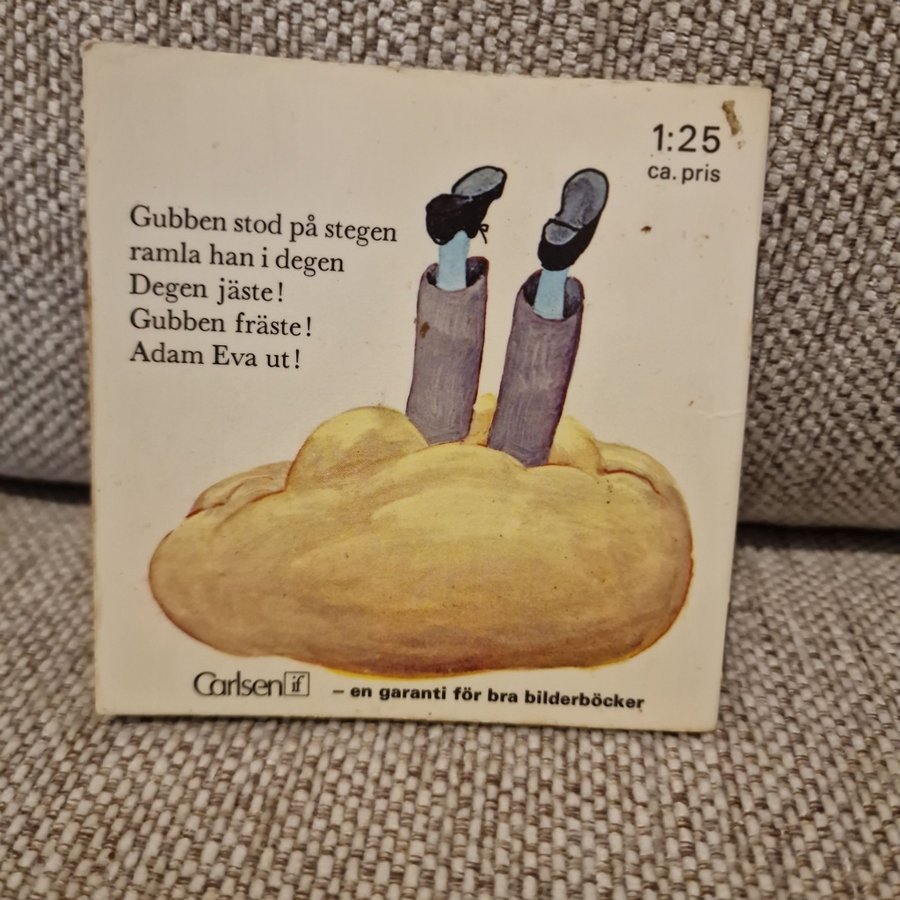 1:25
ca. pris
Gubben stod på stegen
ramla han i degen
Degen jäste!
Gubben fräste!
Adam Eva ut!
Carlsen if – en garanti för bra bilderböcker